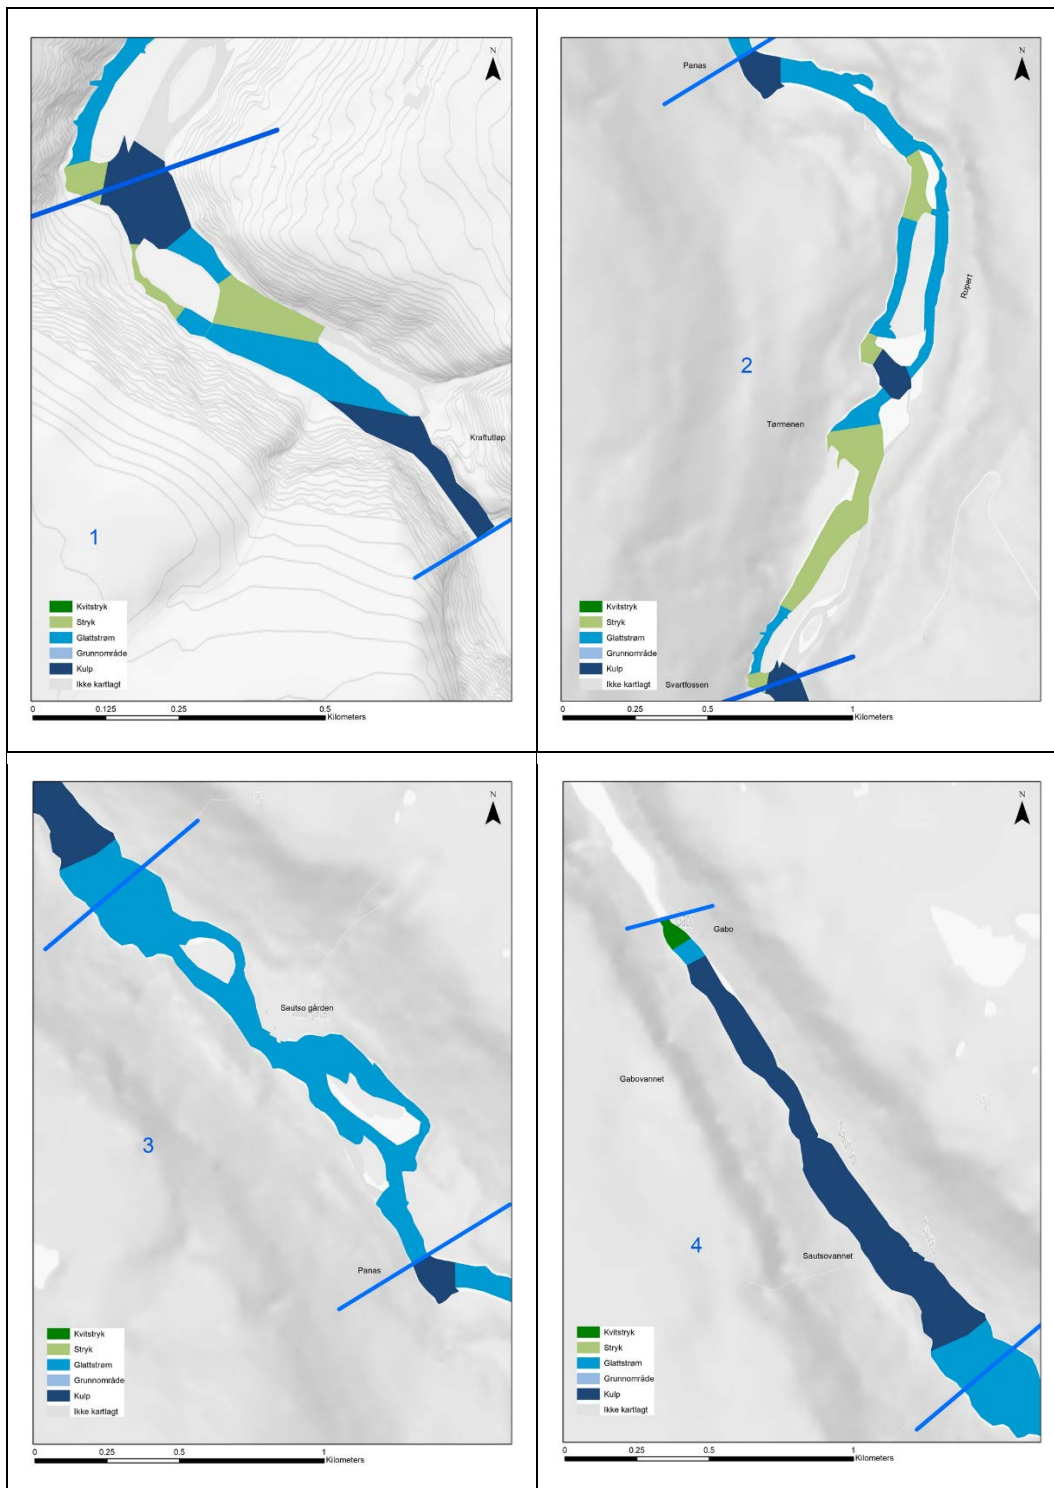 N
Kraftutløp
1
Kvitstryk
Stryk
Glattstrøm
Grunnområde
Kulp
Ikke kartlagt
0 0.125 0.25 0.5
Kilometers
N
Panas
Rupert
2
Tørmenen
Svartfossen
Kvitstryk
Stryk
Glattstrøm
Grunnområde
Kulp
Ikke kartlagt
0 0.25 0.5 1
Kilometers
N
Sautso gården
3
Panas
Kvitstryk
Stryk
Glattstrøm
Grunnområde
Kulp
Ikke kartlagt
0 0.25 0.5 1
Kilometers
N
Gabo
Gabovannet
4
Sautsovannet
Kvitstryk
Stryk
Glattstrøm
Grunnområde
Kulp
Ikke kartlagt
0 0.25 0.5 1
Kilometers